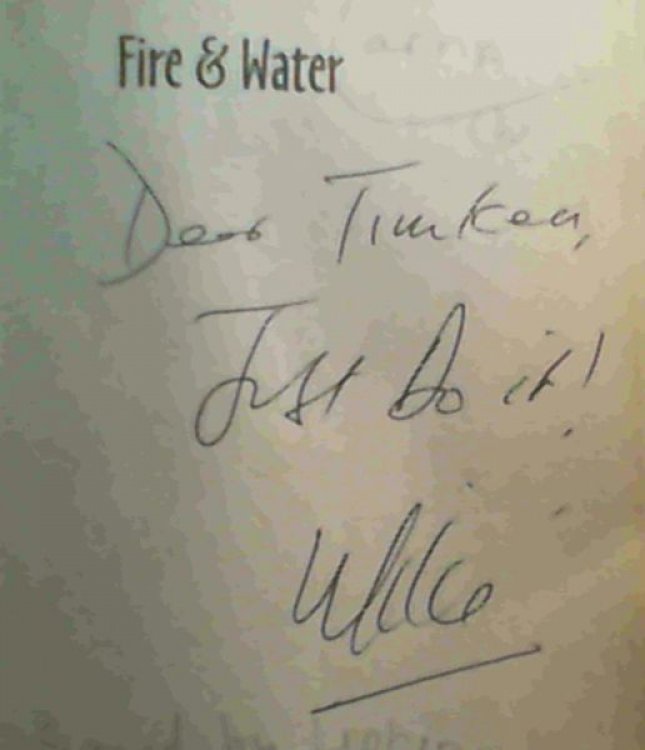 Fire & Water
Dear Timken,
Just Do it!